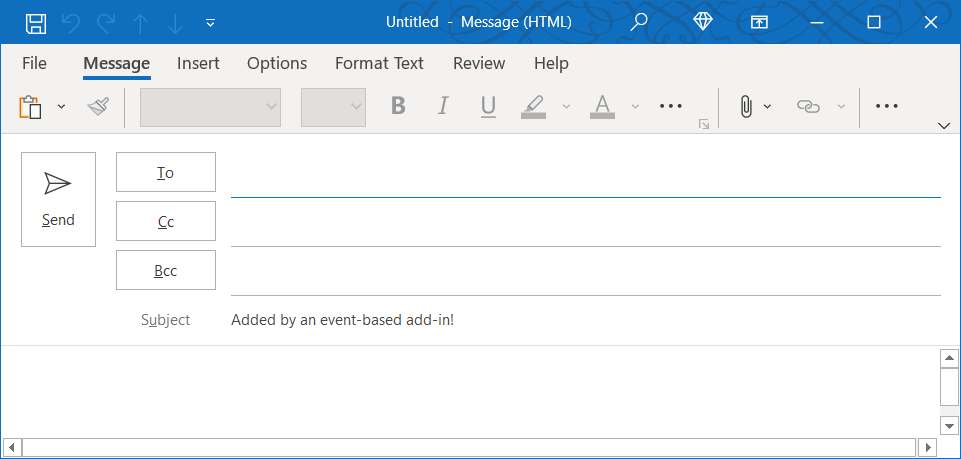 Untitled - Message (HTML)
File Message Insert Options Format Text Review Help
B I U A
To
Send
Cc
Bcc
Subject Added by an event-based add-in!